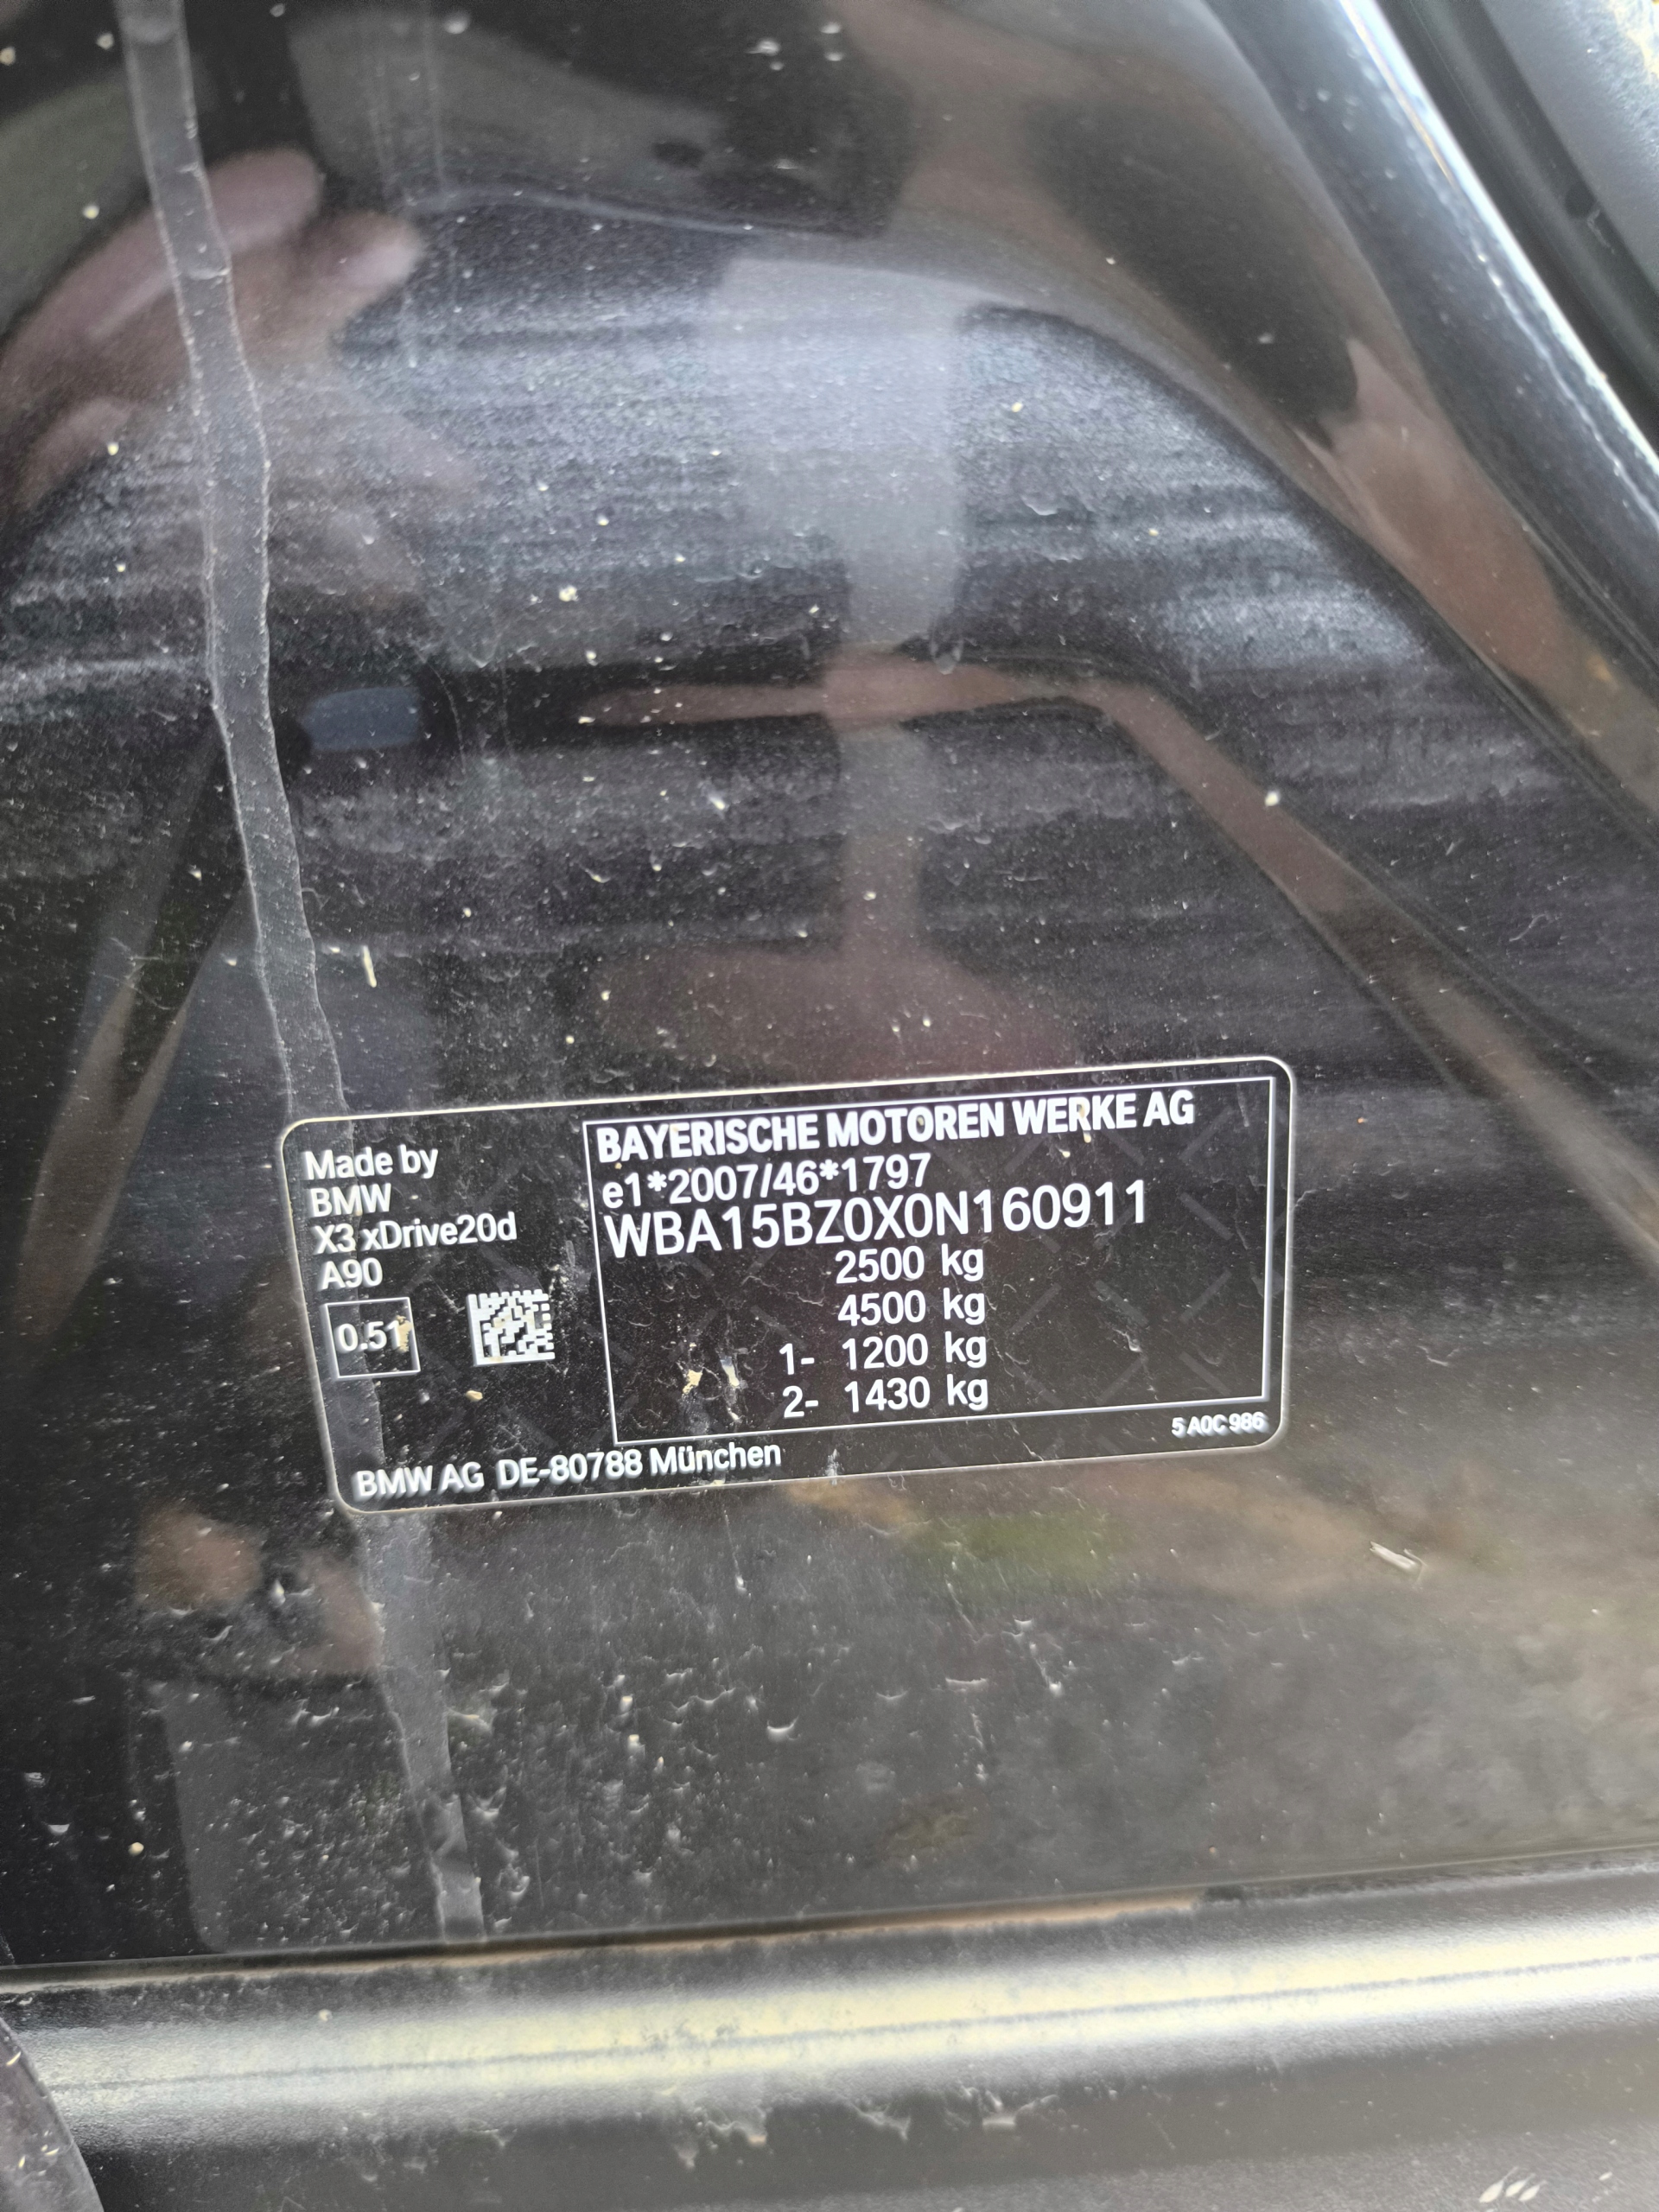 Made by
BMW
X3 xDrive20d
A90
0.51
BAYERISCHE MOTOREN WERKE AG
e1*2007/46*1797
WBA15BZ0X0N160911
2500 kg
4500 kg
1- 1200 kg
2- 1430 kg
5 A0C 986
BMW AG DE-80788 München